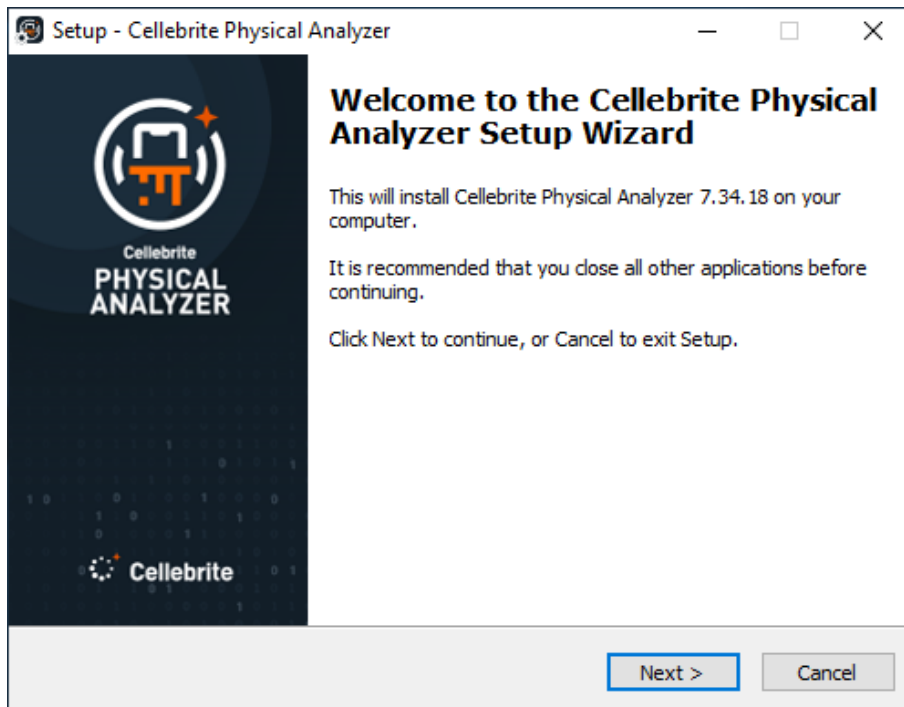 Setup - Cellebrite Physical Analyzer
Welcome to the Cellebrite Physical
Analyzer Setup Wizard
This will install Cellebrite Physical Analyzer 7.34.18 on your
computer.
It is recommended that you close all other applications before
continuing.
Click Next to continue, or Cancel to exit Setup.
Cellebrite
PHYSICAL
ANALYZER
Cellebrite
Next >
Cancel